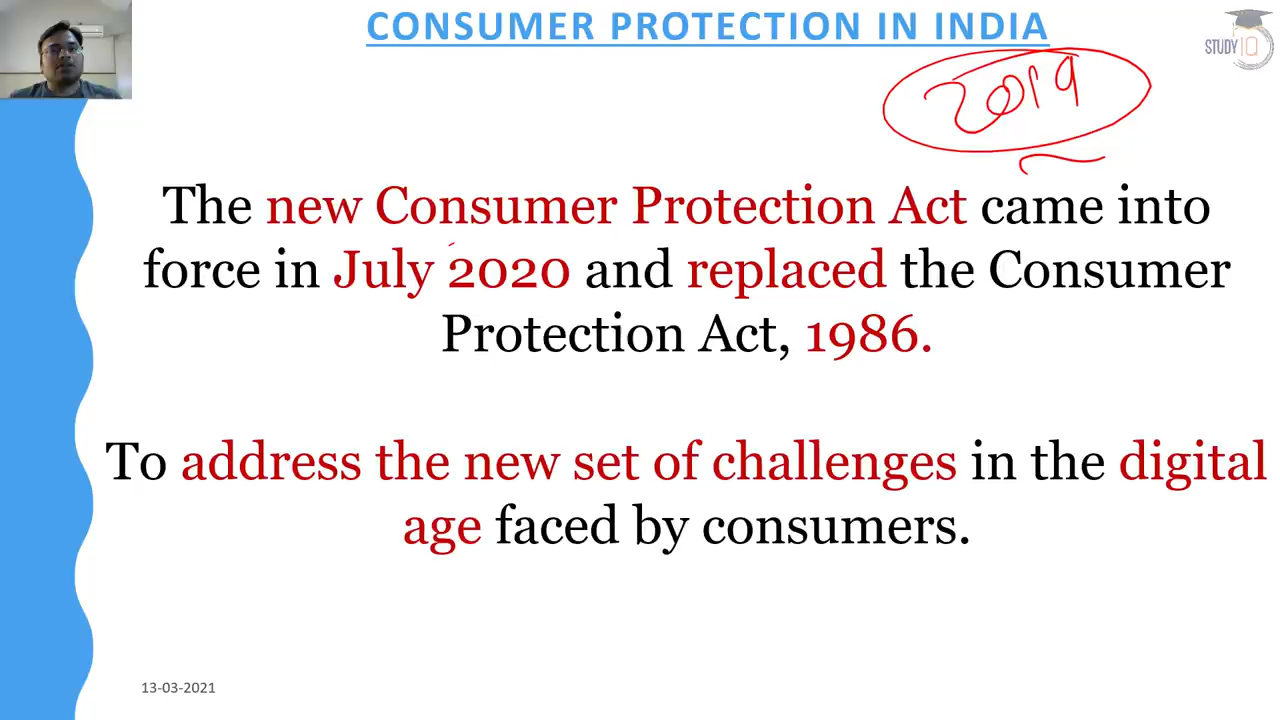 CONSUMER PROTECTION IN INDIA
STUDY IQ
2019
The new Consumer Protection Act came into
force in July 2020 and replaced the Consumer
Protection Act, 1986.
To address the new set of challenges in the digital
age faced by consumers.
13-03-2021